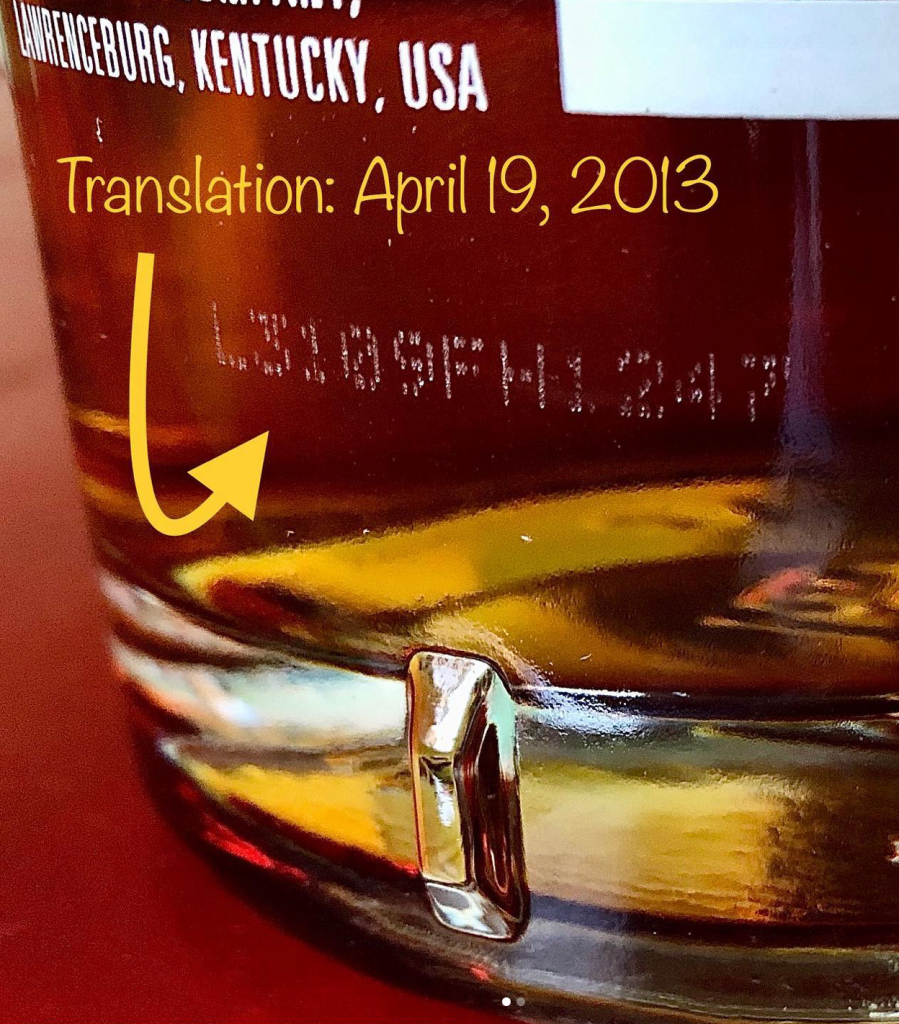 LAWRENCEBURG, KENTUCKY, USA
Translation: April 19, 2013
L3109FH1247